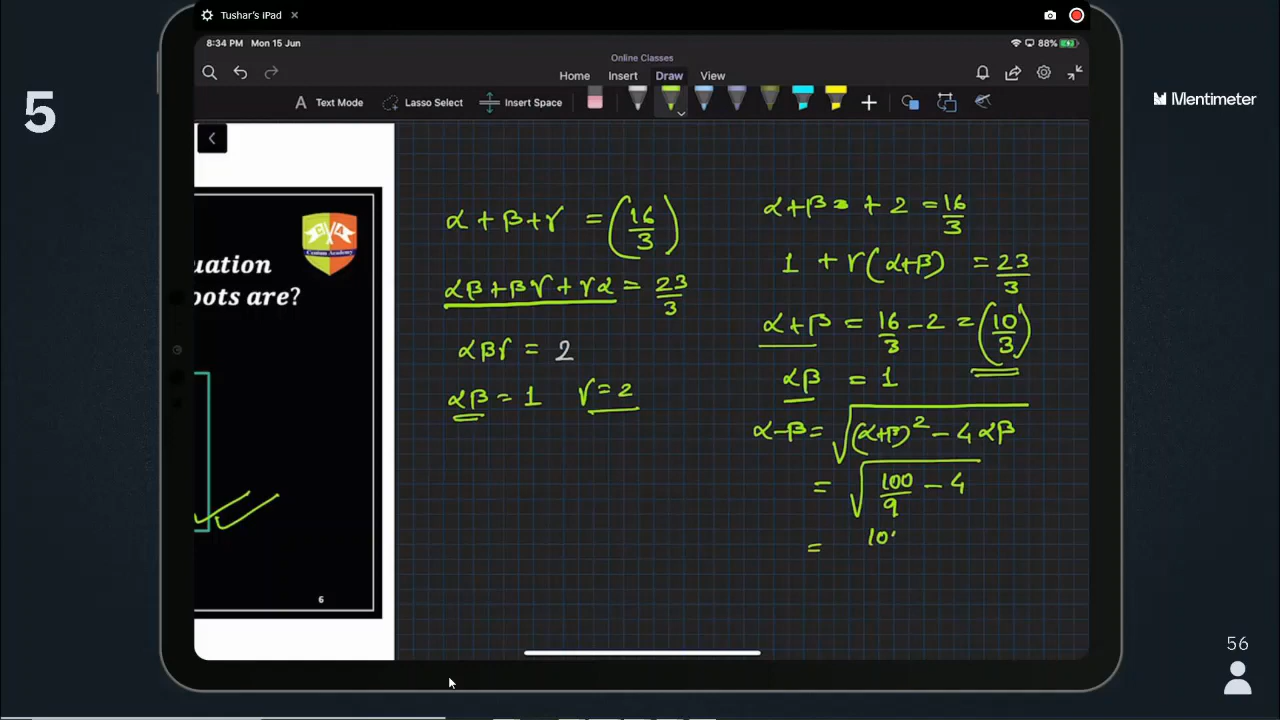 Tushar's iPad ×
8:34 PM Mon 15 Jun
88%
Online Classes
Home Insert Draw View
A Text Mode Lasso Select Insert Space
5
Mentimeter
uation
oots are?
Centum Academy
6
α + β + γ = (16/3)
αβ + βγ + γα = 23/3
αβγ = 2
αβ = 1 γ = 2
α+β + 2 = 16/3
1 + γ(α+β) = 23/3
α+β = 16/3 - 2 = (10/3)
αβ = 1
α-β = √(α+β)² - 4αβ
= √100/9 - 4
= 10
56